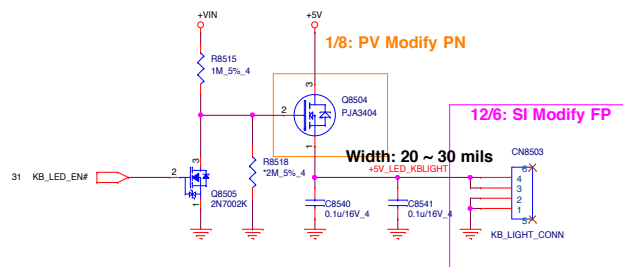 +VIN
+5V
1/8: PV Modify PN
R8515
1M_5%_4
3
Q8504
PJA3404
2
1
12/6: SI Modify FP
Width: 20 ~ 30 mils
+5V_LED_KBLIGHT
CN8503
31 KB_LED_EN#
2
3
Q8505
2N7002K
1
R8518
*2M_5%_4
C8540
0.1u/16V_4
C8541
0.1u/16V_4
6
4
3
2
1
5
KB_LIGHT_CONN